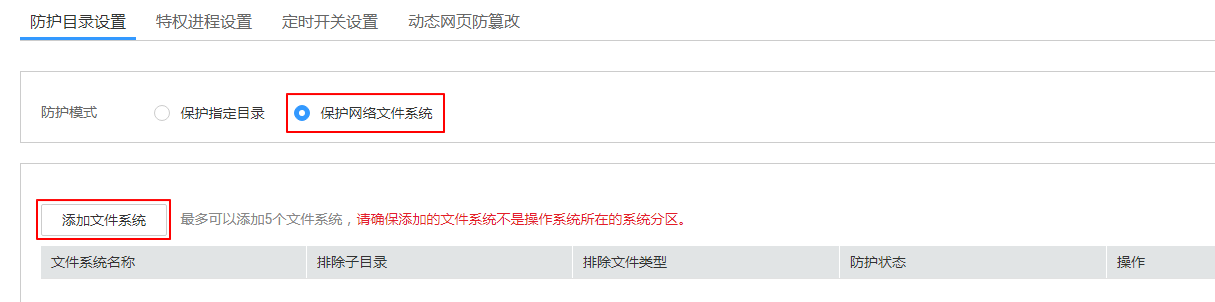 防护目录设置 特权进程设置 定时开关设置 动态网页防篡改
防护模式 保护指定目录 保护网络文件系统
添加文件系统 最多可以添加5个文件系统，请确保添加的文件系统不是操作系统所在的系统分区。
文件系统名称 排除子目录 排除文件类型 防护状态 操作